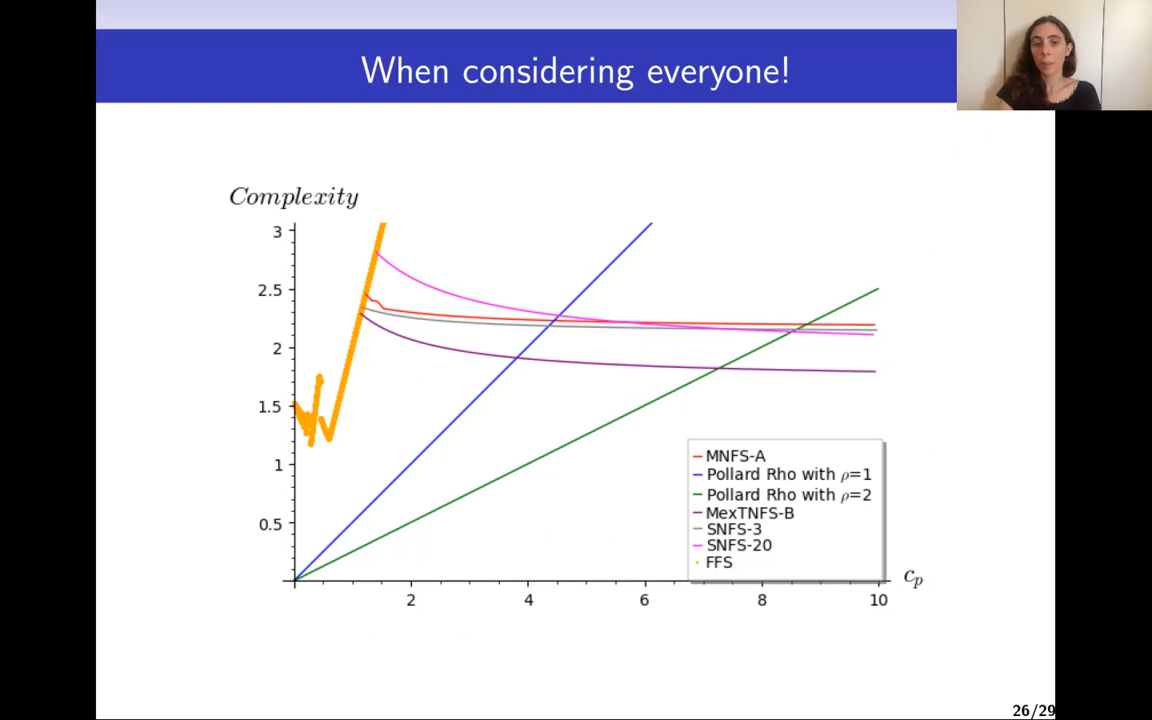 When considering everyone!
Complexity
3
2.5
2
1.5
1
0.5
2
4
6
8
10
c_p
MNFS-A
Pollard Rho with ρ=1
Pollard Rho with ρ=2
MexTNFS-B
SNFS-3
SNFS-20
FFS
26/29